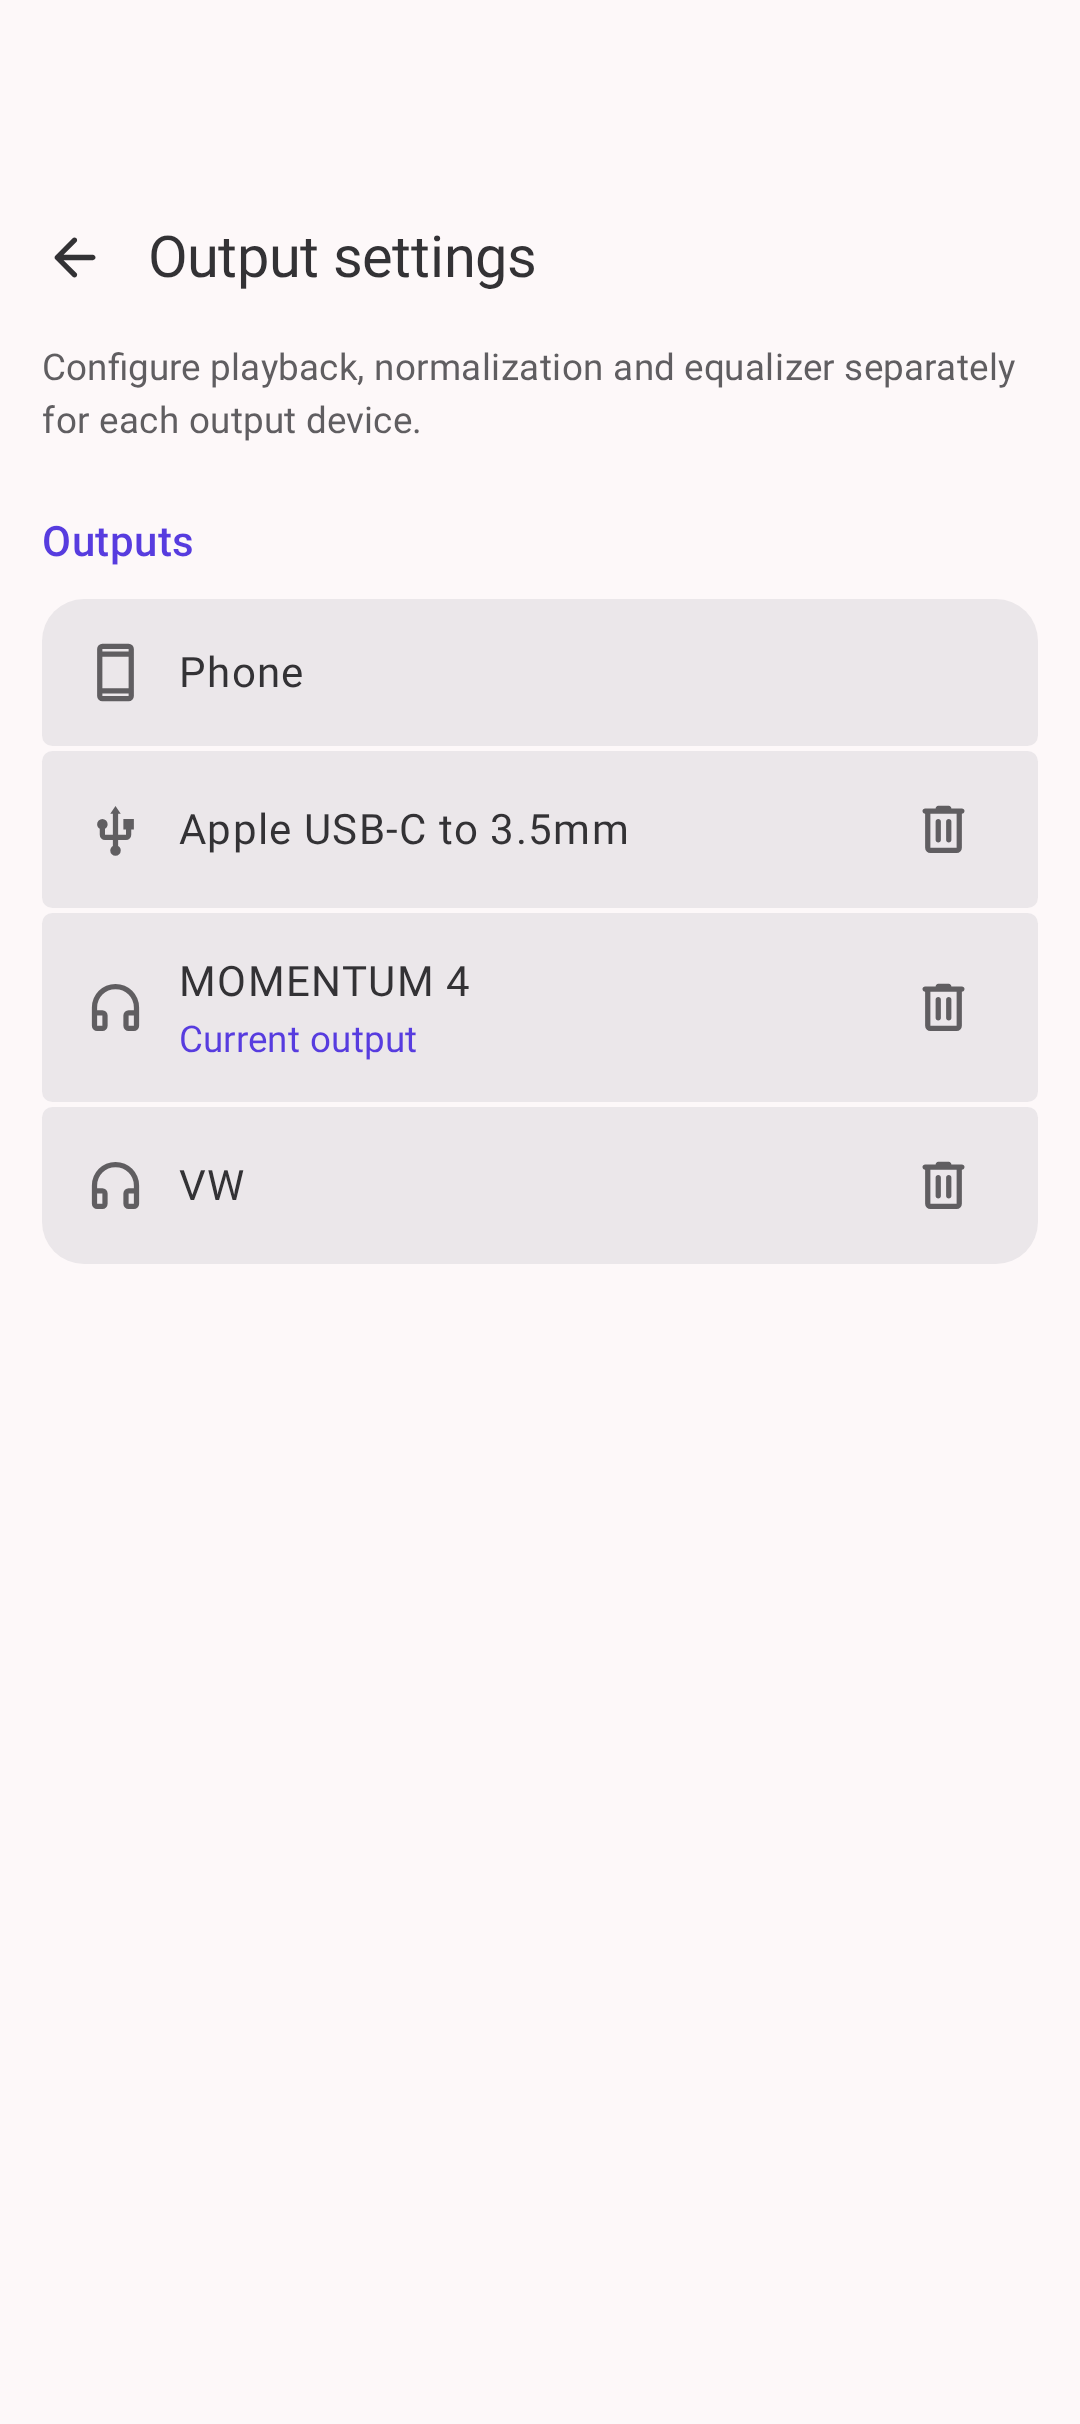 Output settings
Configure playback, normalization and equalizer separately
for each output device.
Outputs
Phone
Apple USB-C to 3.5mm
MOMENTUM 4
Current output
VW